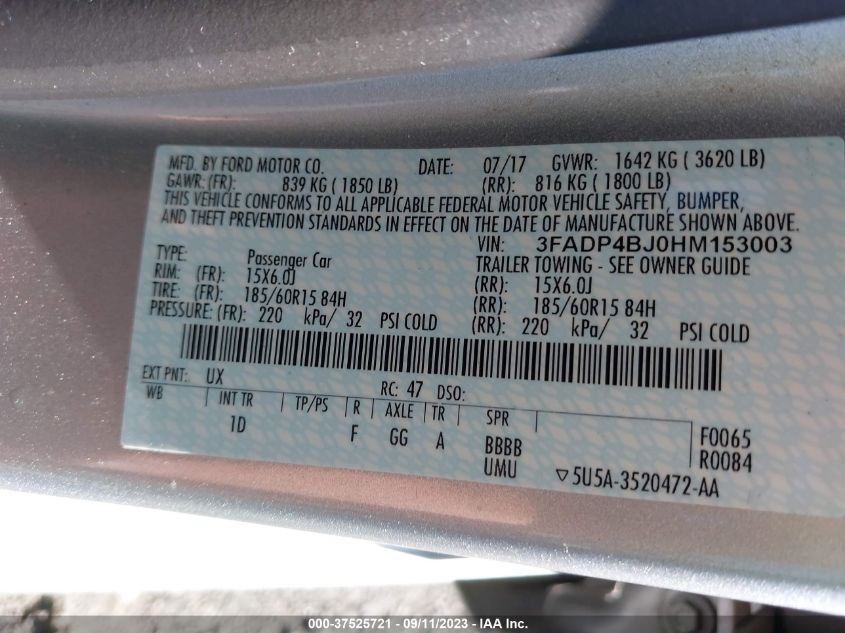 MFD. BY FORD MOTOR CO. DATE: 07/17 GVWR: 1642 KG ( 3620 LB)
GAWR: (FR): 839 KG ( 1850 LB) (RR): 816 KG ( 1800 LB)
THIS VEHICLE CONFORMS TO ALL APPLICABLE FEDERAL MOTOR VEHICLE SAFETY, BUMPER,
AND THEFT PREVENTION STANDARDS IN EFFECT ON THE DATE OF MANUFACTURE SHOWN ABOVE.
VIN: 3FADP4BJ0HM153003
TYPE: Passenger Car TRAILER TOWING - SEE OWNER GUIDE
RIM: (FR): 15X6.0J (RR): 15X6.0J
TIRE: (FR): 185/60R15 84H (RR): 185/60R15 84H
PRESSURE: (FR): 220 kPa/ 32 PSI COLD (RR): 220 kPa/ 32 PSI COLD
EXT PNT: UX RC: 47 DSO:
WB INT TR TP/PS R AXLE TR SPR
1D F GG A BBBB F0065
UMU R0084
▽5U5A-3520472-AA
000-37525721 - 09/11/2023 - IAAI.com.